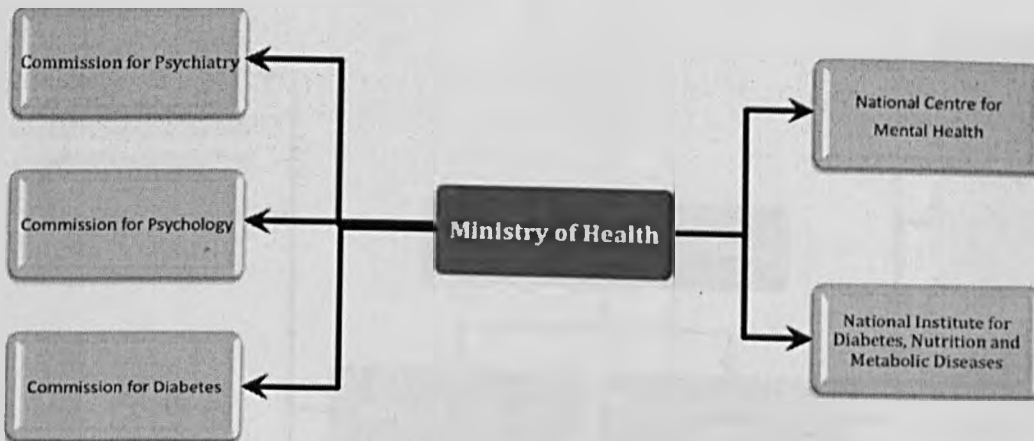 Commission for Psychiatry
Commission for Psychology
Commission for Diabetes
Ministry of Health
National Centre for
Mental Health
National Institute for
Diabetes, Nutrition and
Metabolic Diseases